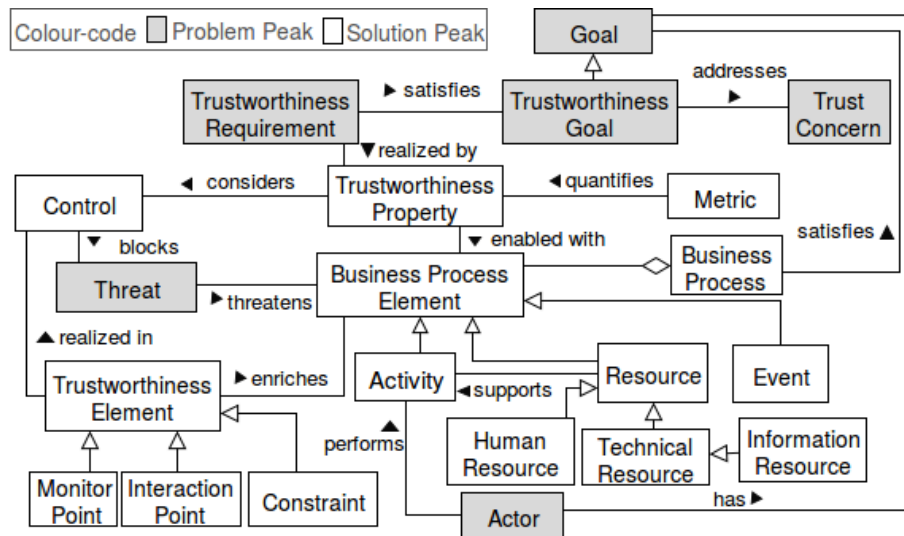 Colour-code Problem Peak Solution Peak
Goal
Trustworthiness
Requirement
▶ satisfies
Trustworthiness
Goal
addresses
▶
Trust
Concern
▼ realized by
Control
◀ considers
Trustworthiness
Property
◀ quantifies
Metric
▼ blocks
▼ enabled with
satisfies ▲
Threat
▶ threatens
Business Process
Element
Business
Process
▲ realized in
Trustworthiness
Element
▶ enriches
Activity
◀ supports
Resource
Event
▲
performs
Human
Resource
Technical
Resource
Information
Resource
Monitor
Point
Interaction
Point
Constraint
Actor
has ▶